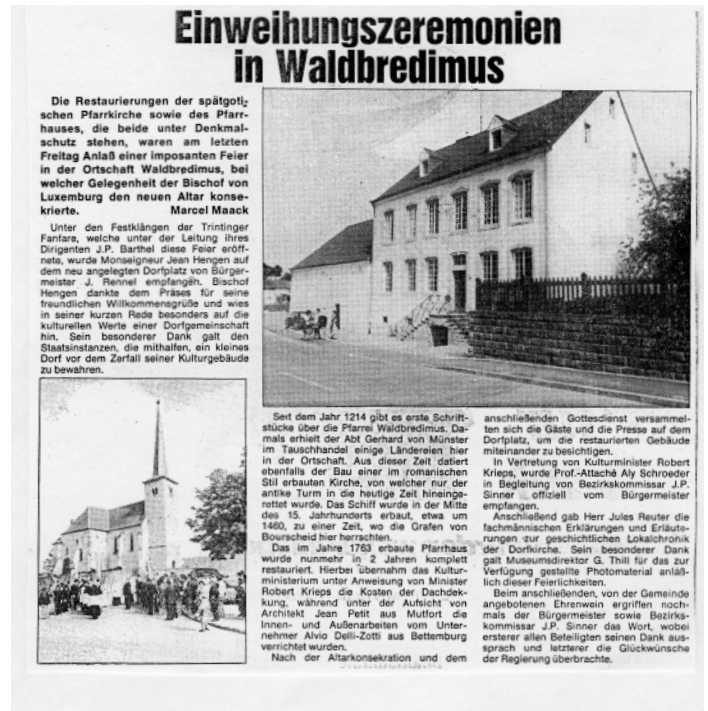 Einweihungszeremonien
in Waldbredimus
Die Restaurierungen der spätgoti-
schen Pfarrkirche sowie des Pfarr-
hauses, die beide unter Denkmal-
schutz stehen, waren am letzten
Freitag Anlaß einer imposanten Feier
in der Ortschaft Waldbredimus, bei
welcher Gelegenheit der Bischof von
Luxemburg den neuen Altar konse-
krierte. Marcel Maack
Unter den Festklängen der Trintinger
Fanfare, welche unter der Leitung ihres
Dirigenten J.P. Barthel diese Feier eröff-
nete, wurde Monseigneur Jean Hengen auf
dem neu angelegten Dorfplatz von Bürger-
meister J. Rennel empfangen. Bischof
Hengen dankte dem Präses für seine
freundlichen Willkommensgrüße und wies
in seiner kurzen Rede besonders auf die
kulturellen Werte einer Dorfgemeinschaft
hin. Sein besonderer Dank galt den
Staatsinstanzen, die mithalfen, ein kleines
Dorf vor dem Zerfall seiner Kulturgebäude
zu bewahren.
Seit dem Jahr 1214 gibt es erste Schrift-
stücke über die Pfarrei Waldbredimus. Da-
mals erhielt der Abt Gerhard von Münster
im Tauschhandel einige Ländereien hier
in der Ortschaft. Aus dieser Zeit datiert
ebenfalls der Bau einer im romanischen
Stil erbauten Kirche, von welcher nur der
antike Turm in die heutige Zeit hineinge-
rettet wurde. Das Schiff wurde in der Mitte
des 15. Jahrhunderts erbaut, etwa um
1460, zu einer Zeit, wo die Grafen von
Bourscheid hier herrschten.
Das im Jahre 1763 erbaute Pfarrhaus
wurde nunmehr in 2 Jahren komplett
restauriert. Hierbei übernahm das Kultur-
ministerium unter Anweisung von Minister
Robert Krieps die Kosten der Dachdek-
kung, während unter der Aufsicht von
Architekt Jean Petit aus Mutfort die
Innen- und Außenarbeiten vom Unter-
nehmer Alvio Delli-Zotti aus Bettemburg
verrichtet wurden.
Nach der Altarkonsekration und dem
anschließenden Gottesdienst versammel-
ten sich die Gäste und die Presse auf dem
Dorfplatz, um die restaurierten Gebäude
miteinander zu besichtigen.
In Vertretung von Kulturminister Robert
Krieps, wurde Prof.-Attaché Aly Schroeder
in Begleitung von Bezirkskommissar J.P.
Sinner offiziell vom Bürgermeister
empfangen.
Anschließend gab Herr Jules Reuter die
fachmännischen Erklärungen und Erläute-
rungen zur geschichtlichen Lokalchronik
der Dorfkirche. Sein besonderer Dank
galt Museumsdirektor G. Thill für das zur
Verfügung gestellte Photomaterial anläß-
lich dieser Feierlichkeiten.
Beim anschließenden, von der Gemeinde
angebotenen Ehrenwein ergriffen noch-
mals der Bürgermeister sowie Bezirks-
kommissar J.P. Sinner das Wort, wobei
ersterer allen Beteiligten seinen Dank aus-
sprach und letzterer die Glückwünsche
der Regierung überbrachte.